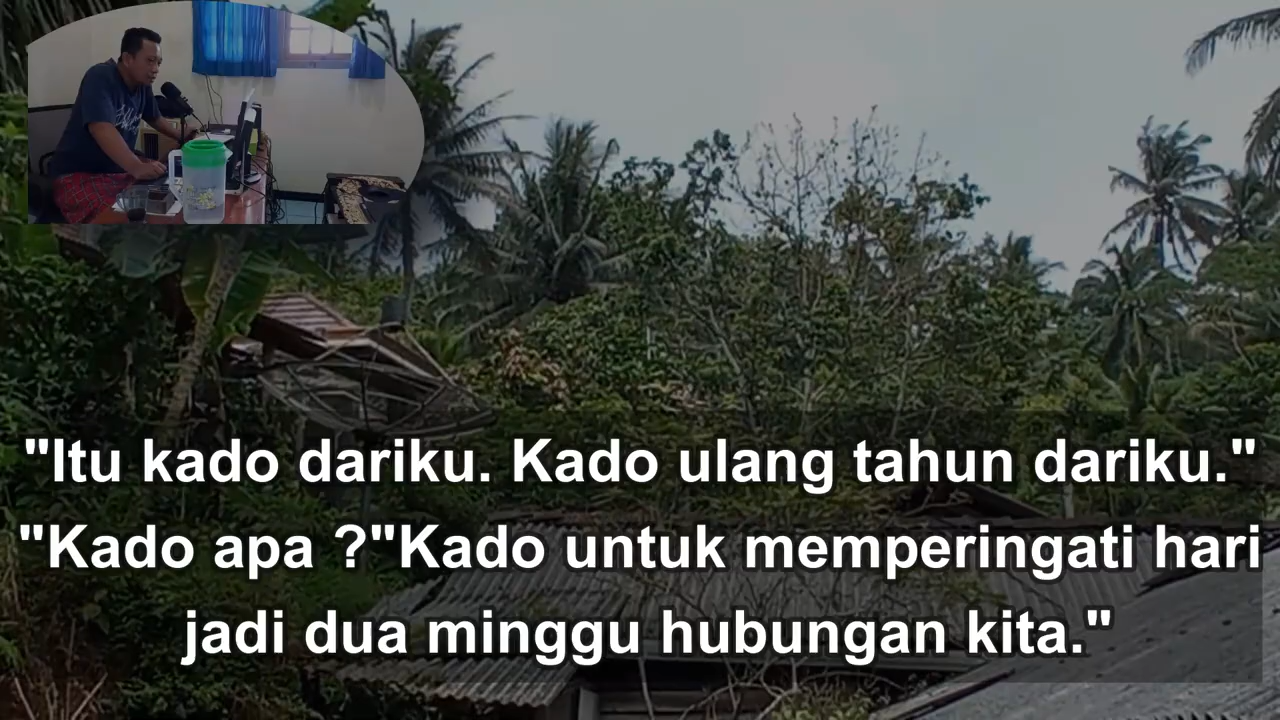 "Itu kado dariku. Kado ulang tahun dariku."
"Kado apa ?"Kado untuk memperingati hari
jadi dua minggu hubungan kita."